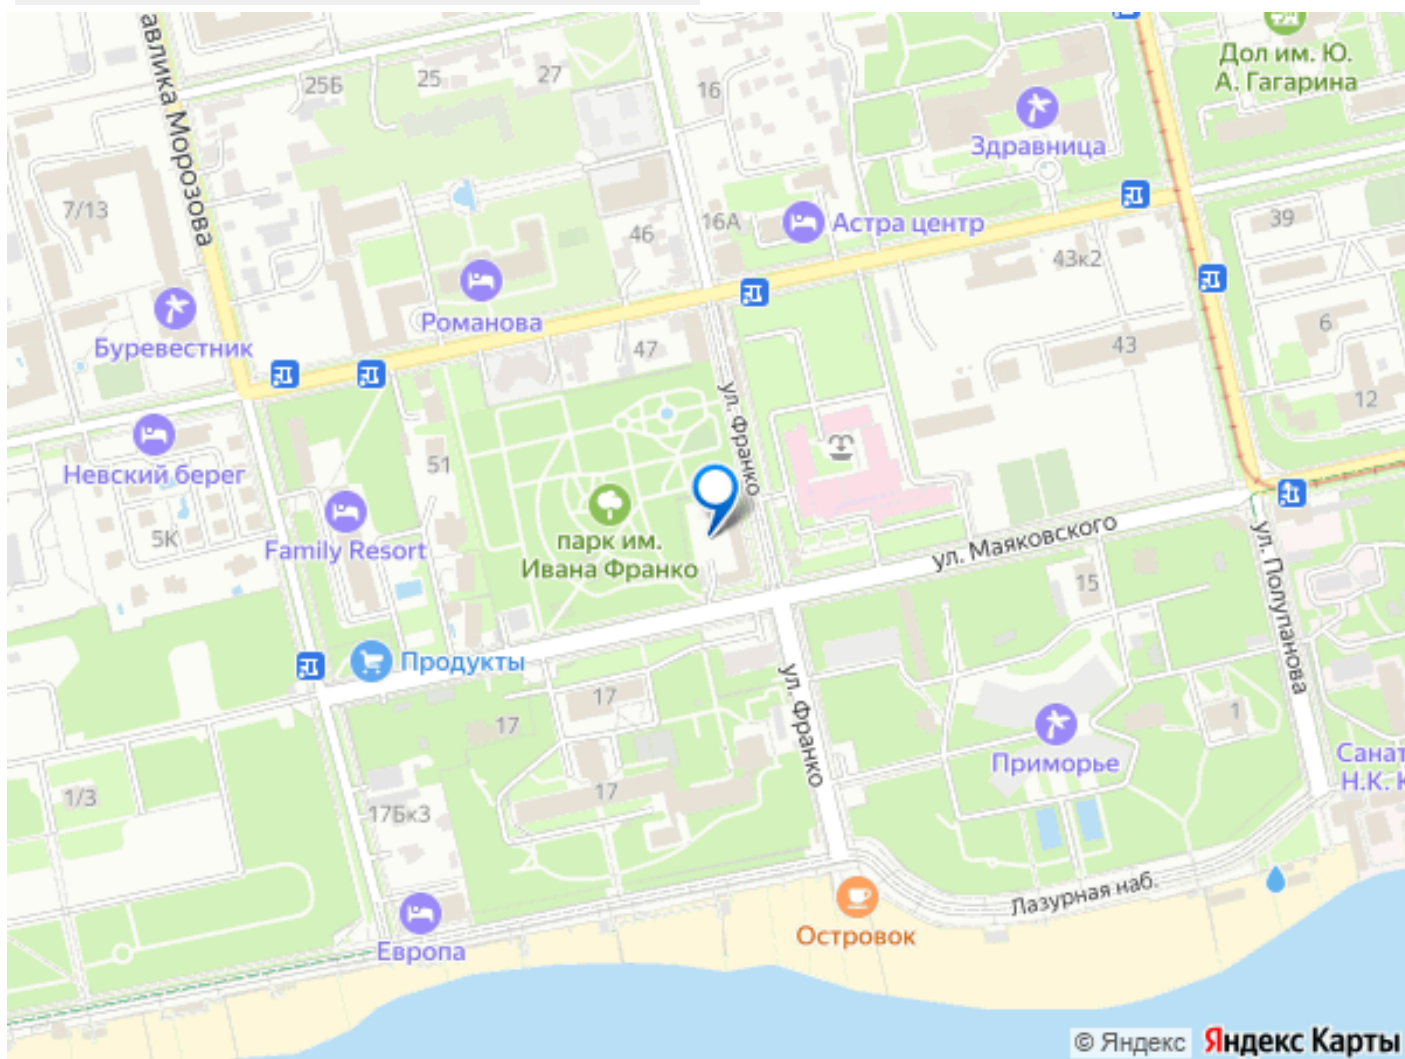 авлика Морозова
25Б
25
27
16
Дол им. Ю.
А. Гагарина
Здравница
7/13
46
16А
Астра центр
39
43к2
Романова
Буревестник
47
43
6
12
ул. Франко
Невский берег
51
5К
Family Resort
парк им.
Ивана Франко
ул. Маяковского
15
ул. Полупанова
Продукты
17
17
ул. Франко
1
Приморье
Санат
Н.К. К
1/3
17Бк3
17
Лазурная наб.
Островок
Европа
© Яндекс
Яндекс Карты